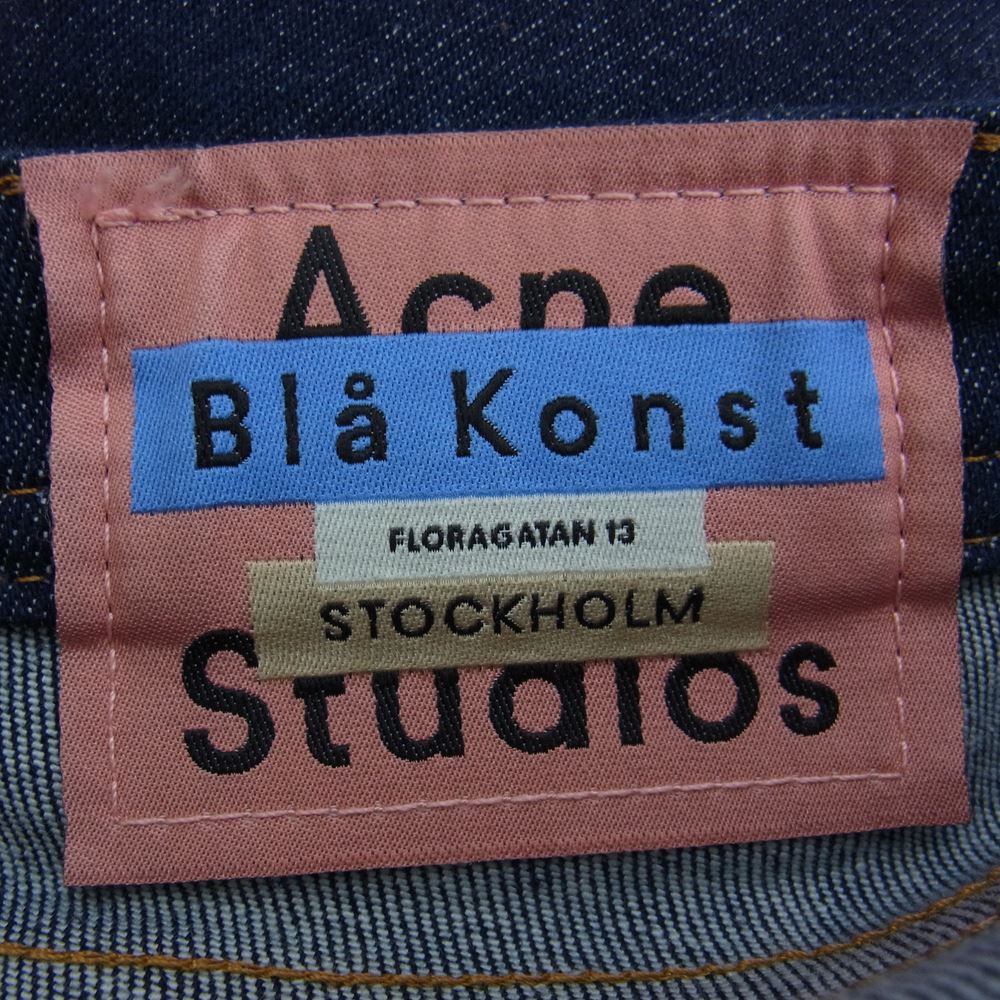 Acne
Blå Konst
FLORAGATAN 13
STOCKHOLM
Studios